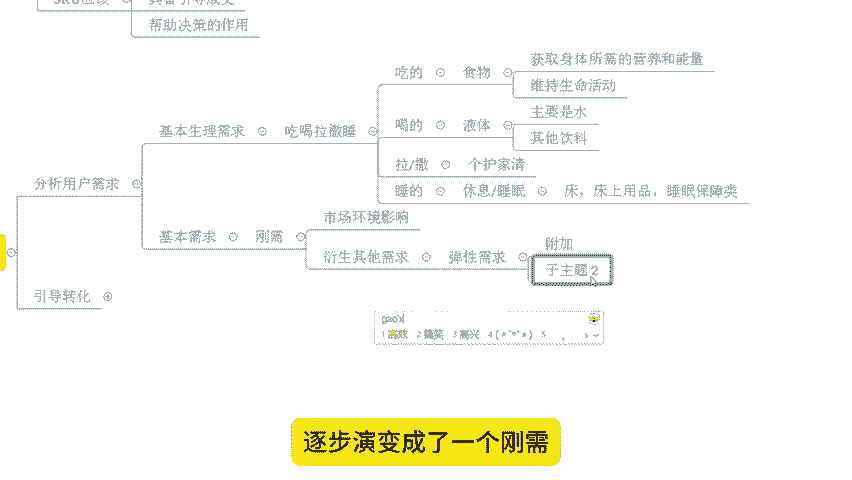 帮助决策的作用
获取身体所需的营养和能量
吃的 食物
维持生命活动
主要是水
喝的 液体
其他饮料
基本生理需求 吃喝拉撒睡
拉/撒 个护家清
分析用户需求
睡的 休息/睡眠 床，床上用品，睡眠保障类
市场环境影响
基本需求 刚需
附加
衍生其他需求 弹性需求
子主题2
引导转化
gao'x
1高效 2搞笑 3高兴 4(〃'▽'〃) 5
逐步演变成了一个刚需